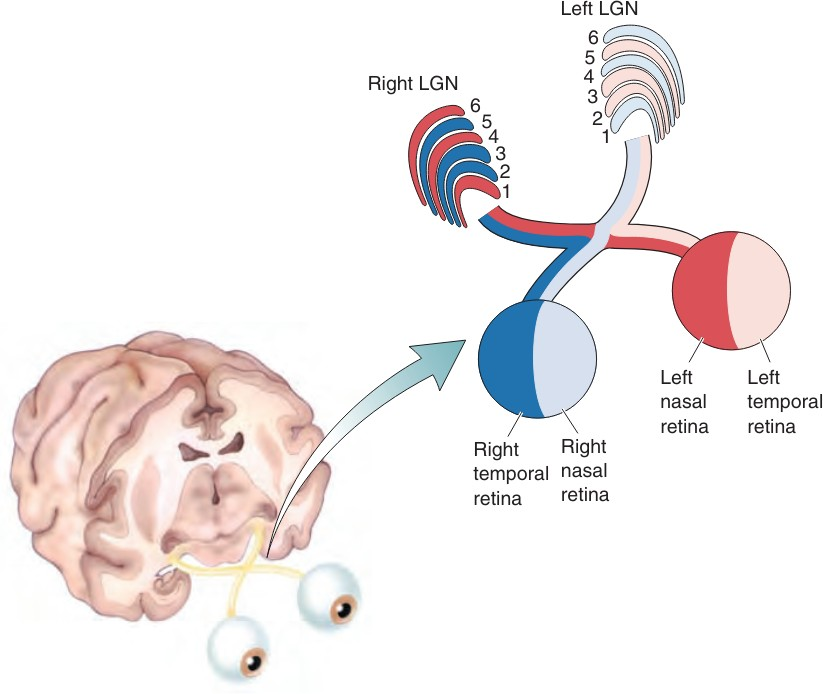 Left LGN
6
5
4
3
2
1
Right LGN
6
5
4
3
2
1
Left
nasal
retina
Left
temporal
retina
Right
temporal
retina
Right
nasal
retina